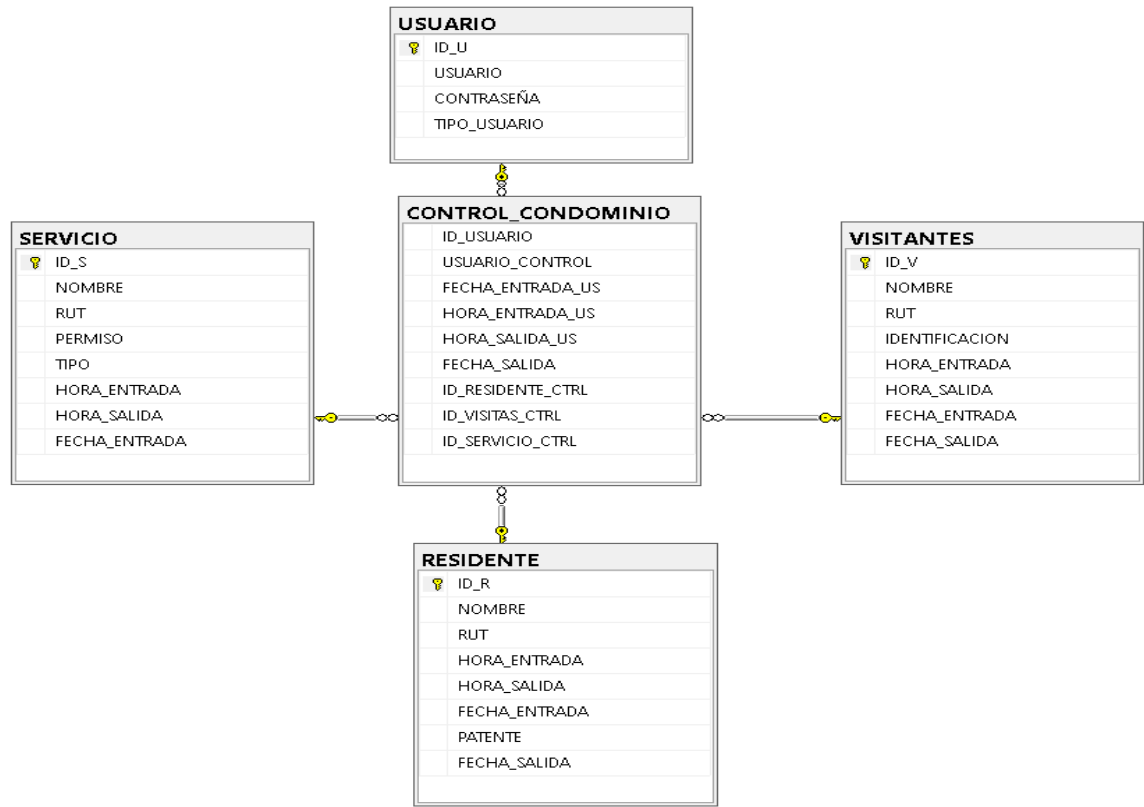 USUARIO
ID_U
USUARIO
CONTRASEÑA
TIPO_USUARIO
CONTROL_CONDOMINIO
ID_USUARIO
USUARIO_CONTROL
FECHA_ENTRADA_US
HORA_ENTRADA_US
HORA_SALIDA_US
FECHA_SALIDA
ID_RESIDENTE_CTRL
ID_VISITAS_CTRL
ID_SERVICIO_CTRL
SERVICIO
ID_S
NOMBRE
RUT
PERMISO
TIPO
HORA_ENTRADA
HORA_SALIDA
FECHA_ENTRADA
VISITANTES
ID_V
NOMBRE
RUT
IDENTIFICACION
HORA_ENTRADA
HORA_SALIDA
FECHA_ENTRADA
FECHA_SALIDA
RESIDENTE
ID_R
NOMBRE
RUT
HORA_ENTRADA
HORA_SALIDA
FECHA_ENTRADA
PATENTE
FECHA_SALIDA